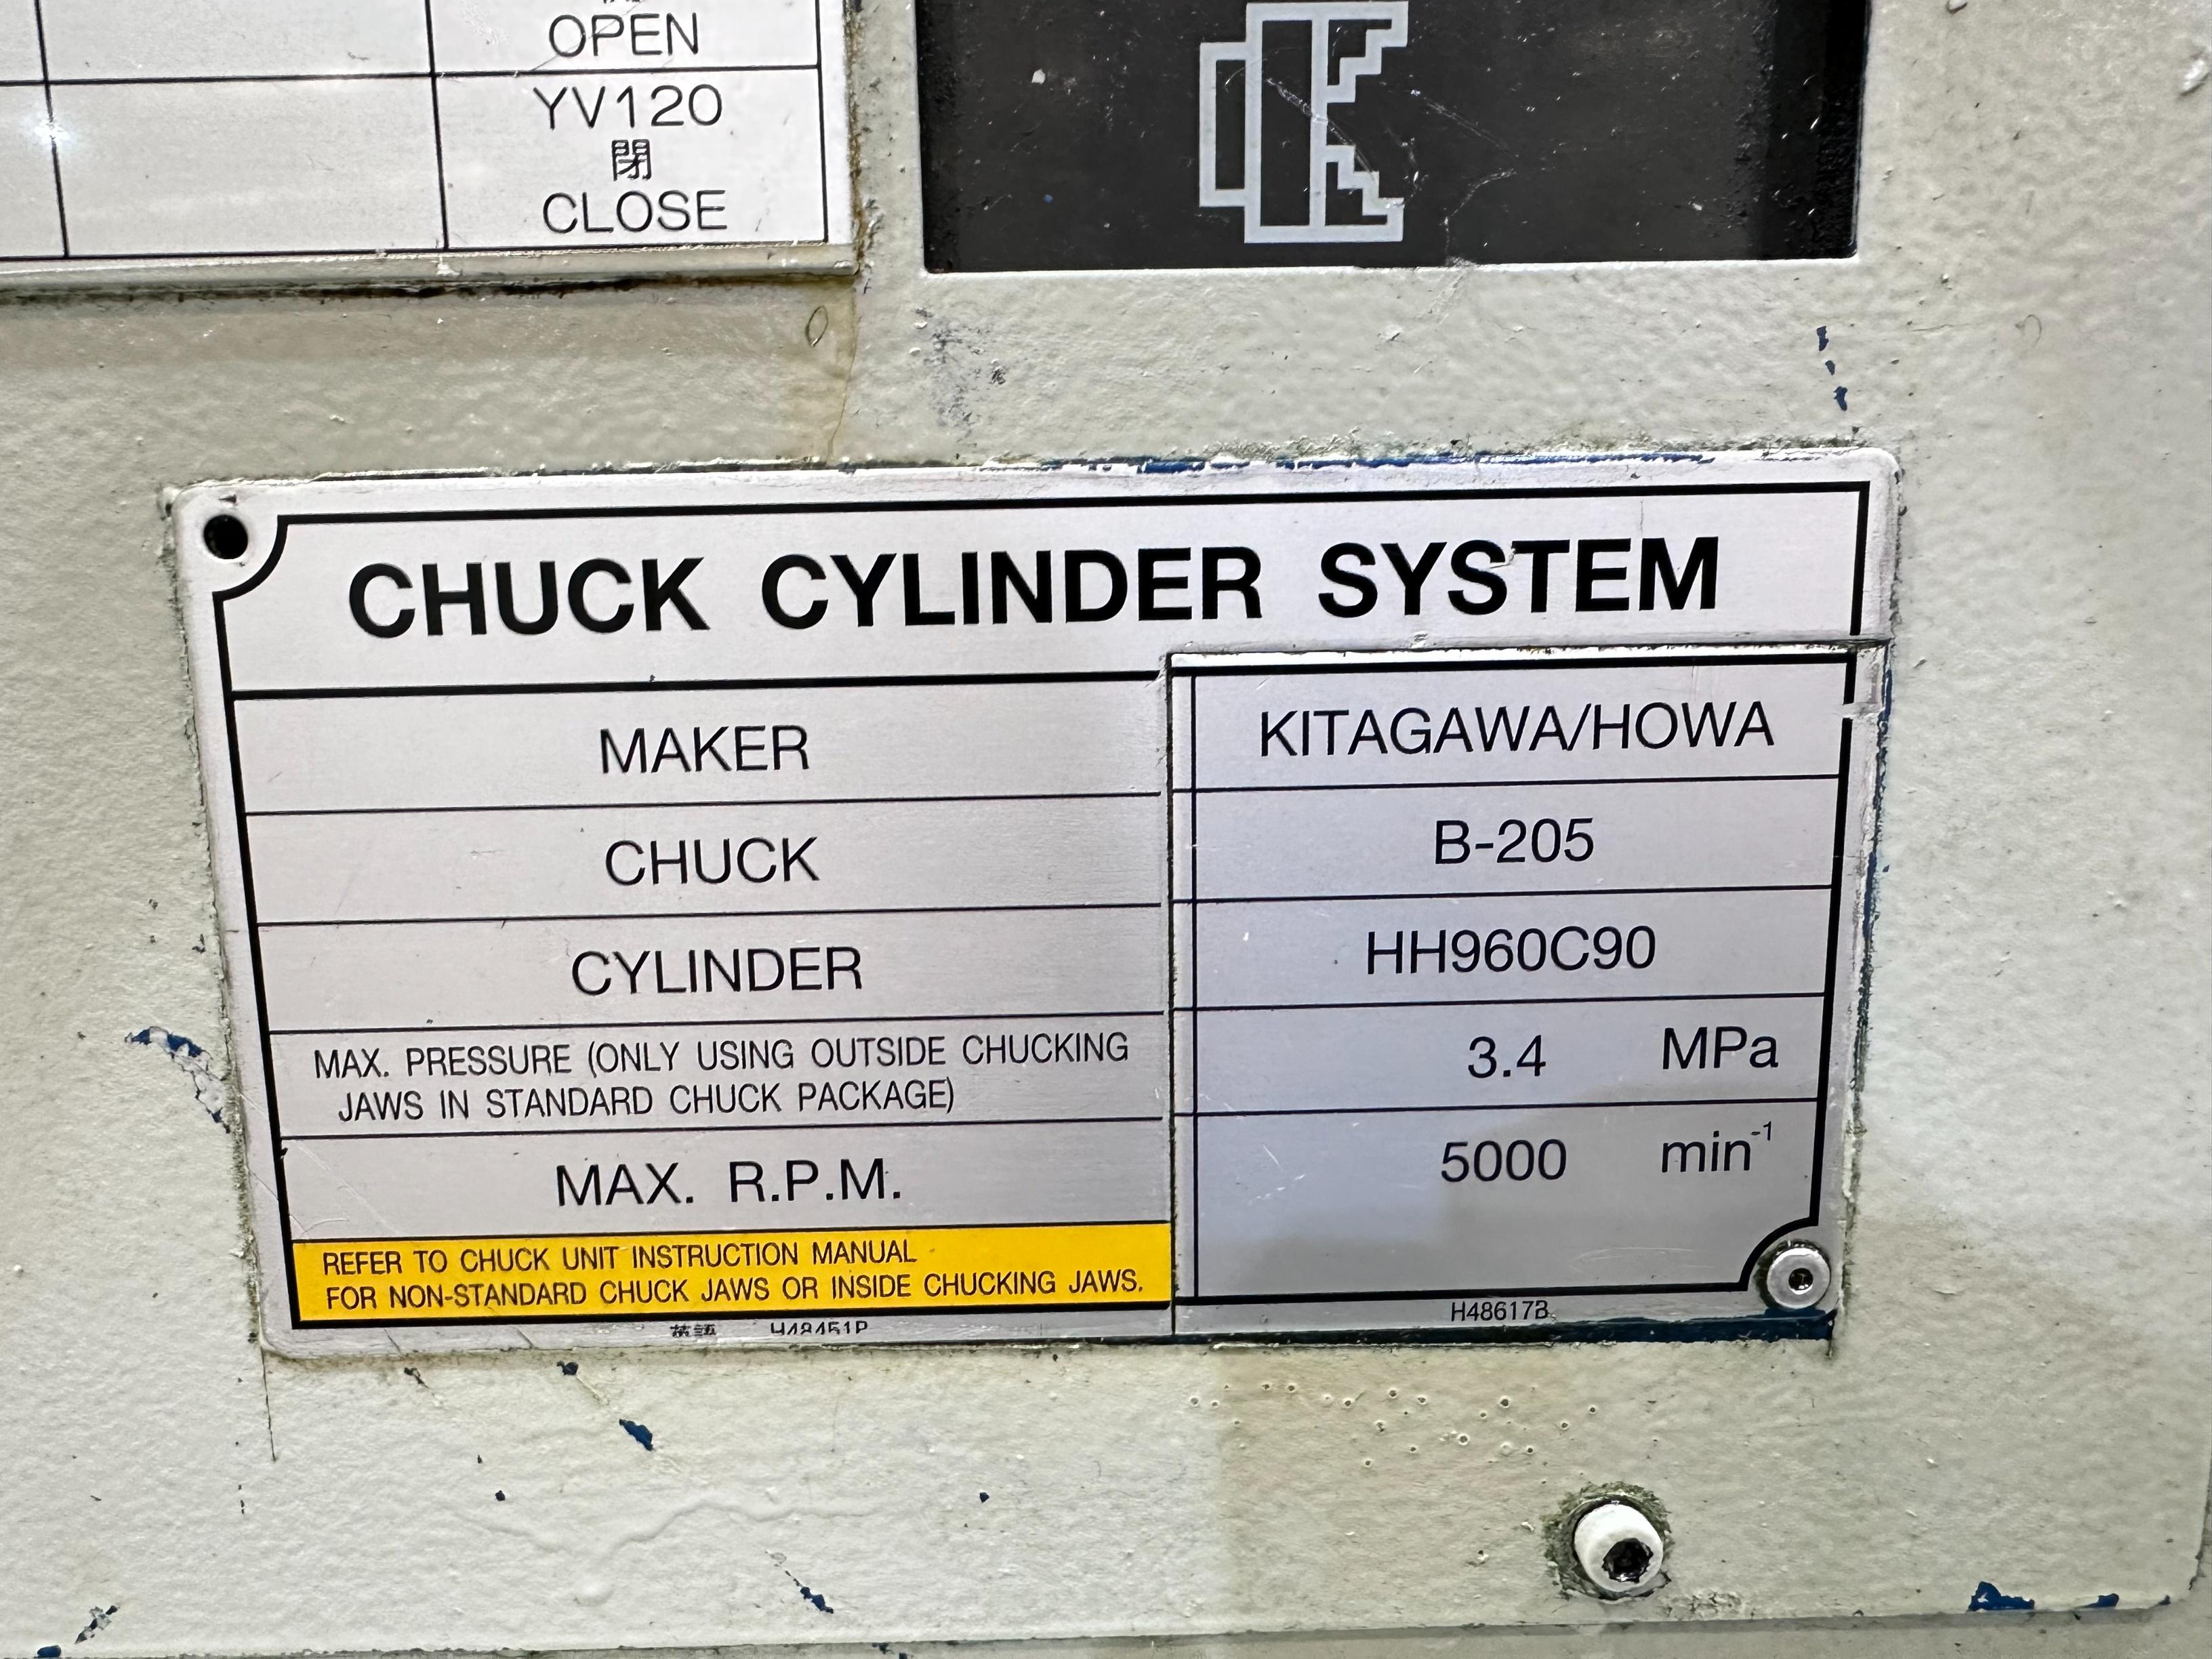 OPEN
YV120
閉
CLOSE
CHUCK CYLINDER SYSTEM
MAKER
KITAGAWA/HOWA
CHUCK
B-205
CYLINDER
HH960C90
MAX. PRESSURE (ONLY USING OUTSIDE CHUCKING
JAWS IN STANDARD CHUCK PACKAGE)
3.4 MPa
MAX. R.P.M.
5000 min⁻¹
REFER TO CHUCK UNIT INSTRUCTION MANUAL
FOR NON-STANDARD CHUCK JAWS OR INSIDE CHUCKING JAWS.
H48617B